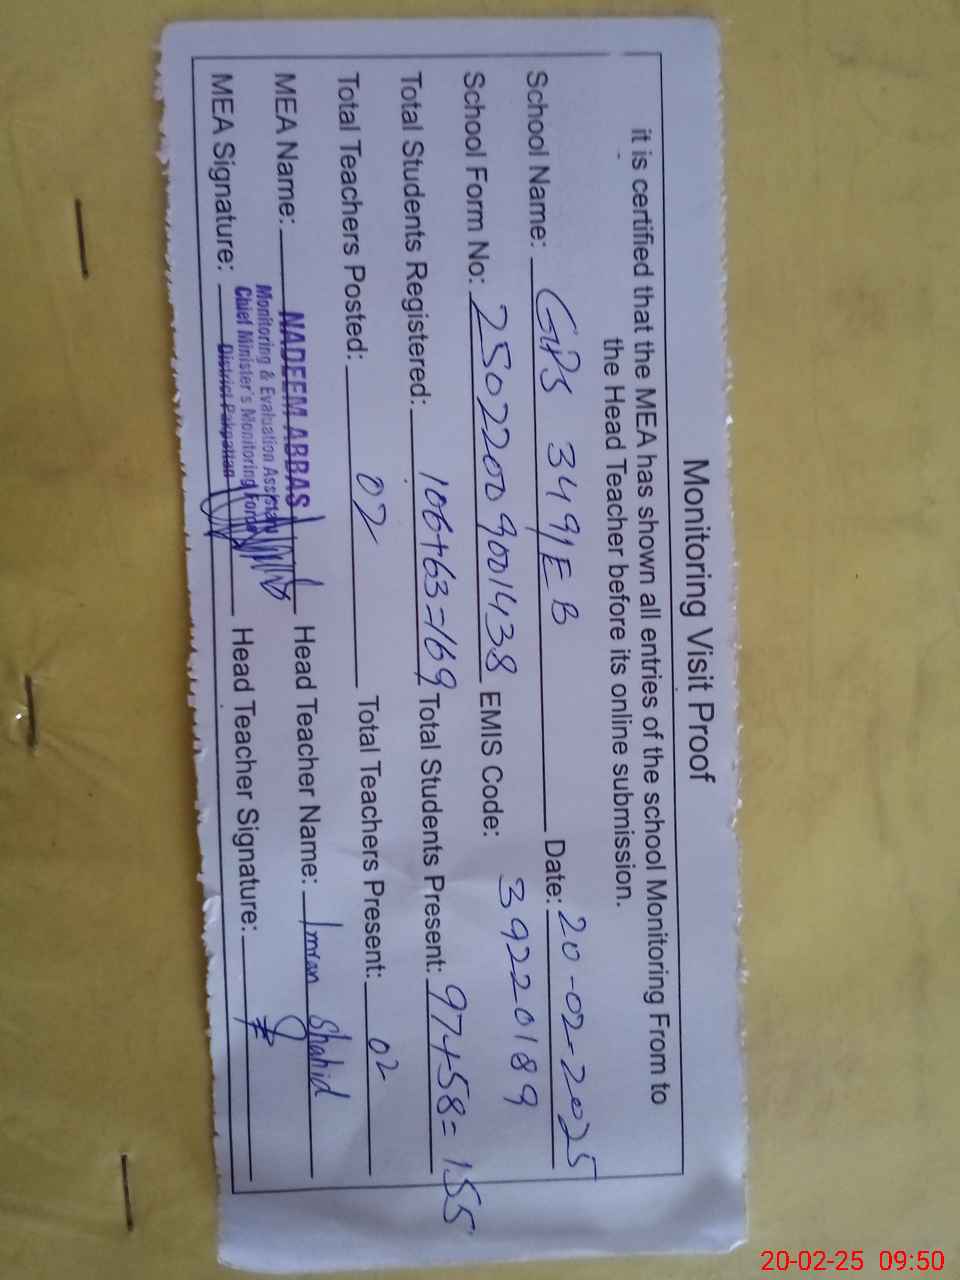 Monitoring Visit Proof
it is certified that the MEA has shown all entries of the school Monitoring From to
the Head Teacher before its online submission.
School Name: GPS 349/EB Date: 20-02-2025
School Form No: 25022009001438 EMIS Code: 39220189
Total Students Registered: 106+63=169 Total Students Present: 97+58=155
Total Teachers Posted: 02 Total Teachers Present: 02
MEA Name: NADEEM ABBAS Head Teacher Name: Imran Shahid
Monitoring & Evaluation Assistant
Chief Minister's Monitoring Force
MEA Signature: District Pakpattan Head Teacher Signature:
20-02-25 09:50